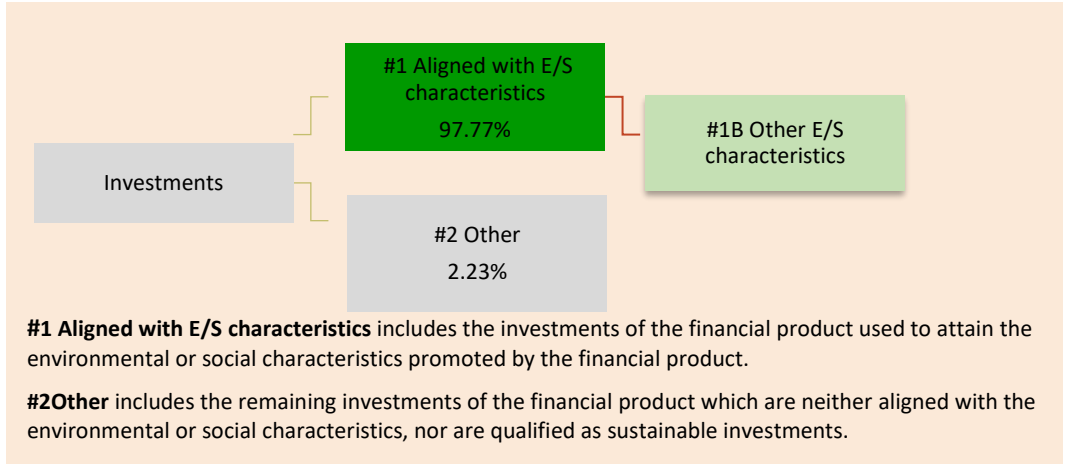 #1 Aligned with E/S
characteristics
97.77%
#1B Other E/S
characteristics
Investments
#2 Other
2.23%
#1 Aligned with E/S characteristics includes the investments of the financial product used to attain the
environmental or social characteristics promoted by the financial product.
#2Other includes the remaining investments of the financial product which are neither aligned with the
environmental or social characteristics, nor are qualified as sustainable investments.